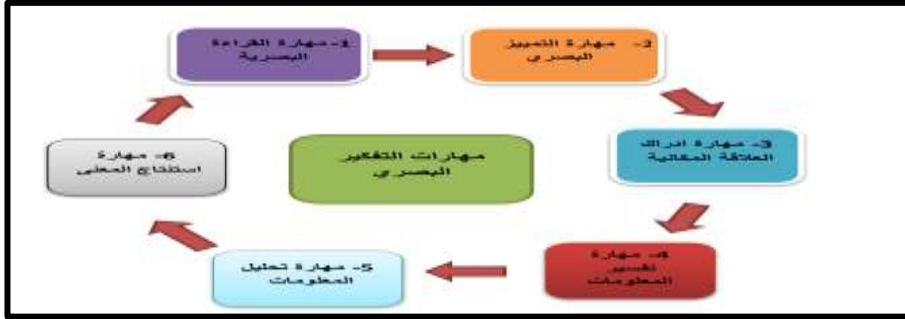 1- مهارة القراءة
البصرية
2- مهارة التمييز
البصري
3- مهارة ادراك
العلاقة المكانية
4- مهارة
تفسير
المعلومات
5- مهارة تحليل
المعلومات
6- مهارة
استنتاج المعنى
مهارات التفكير
البصري